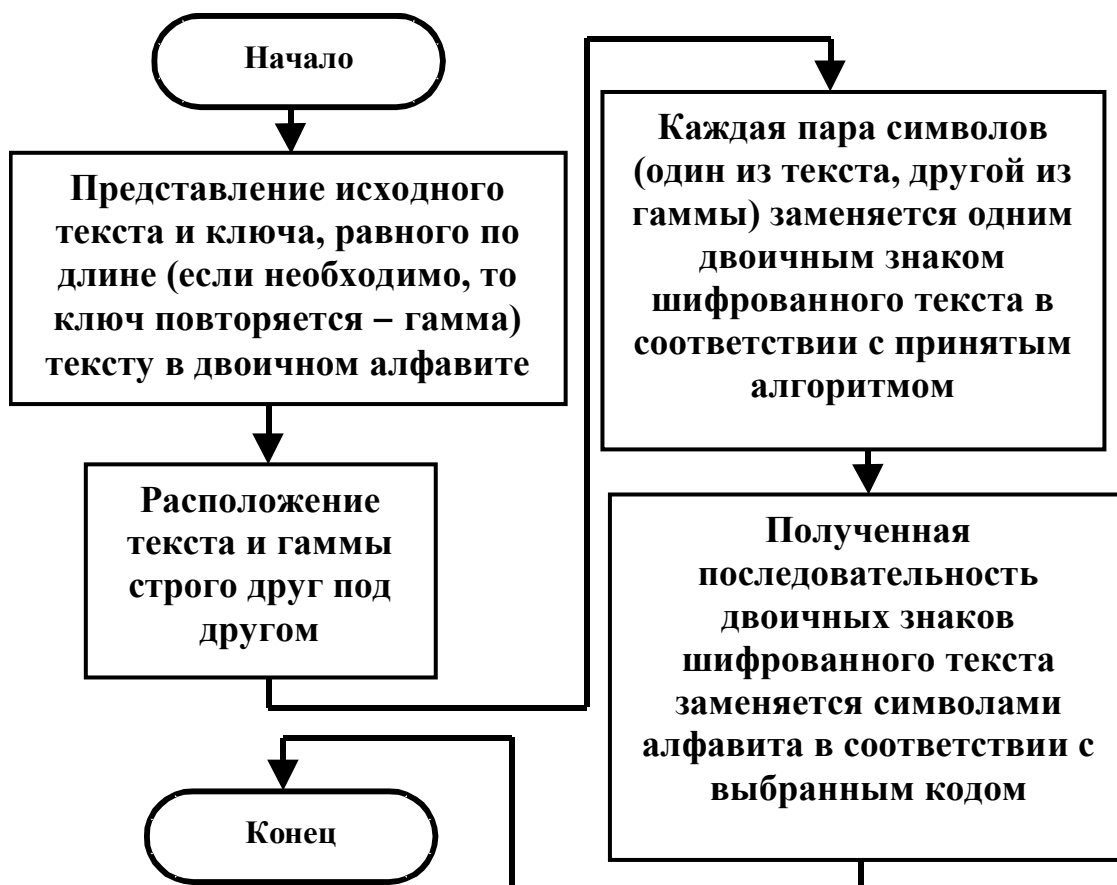 Начало
Представление исходного
текста и ключа, равного по
длине (если необходимо, то
ключ повторяется – гамма)
тексту в двоичном алфавите
Расположение
текста и гаммы
строго друг под
другом
Каждая пара символов
(один из текста, другой из
гаммы) заменяется одним
двоичным знаком
шифрованного текста в
соответствии с принятым
алгоритмом
Полученная
последовательность
двоичных знаков
шифрованного текста
заменяется символами
алфавита в соответствии с
выбранным кодом
Конец